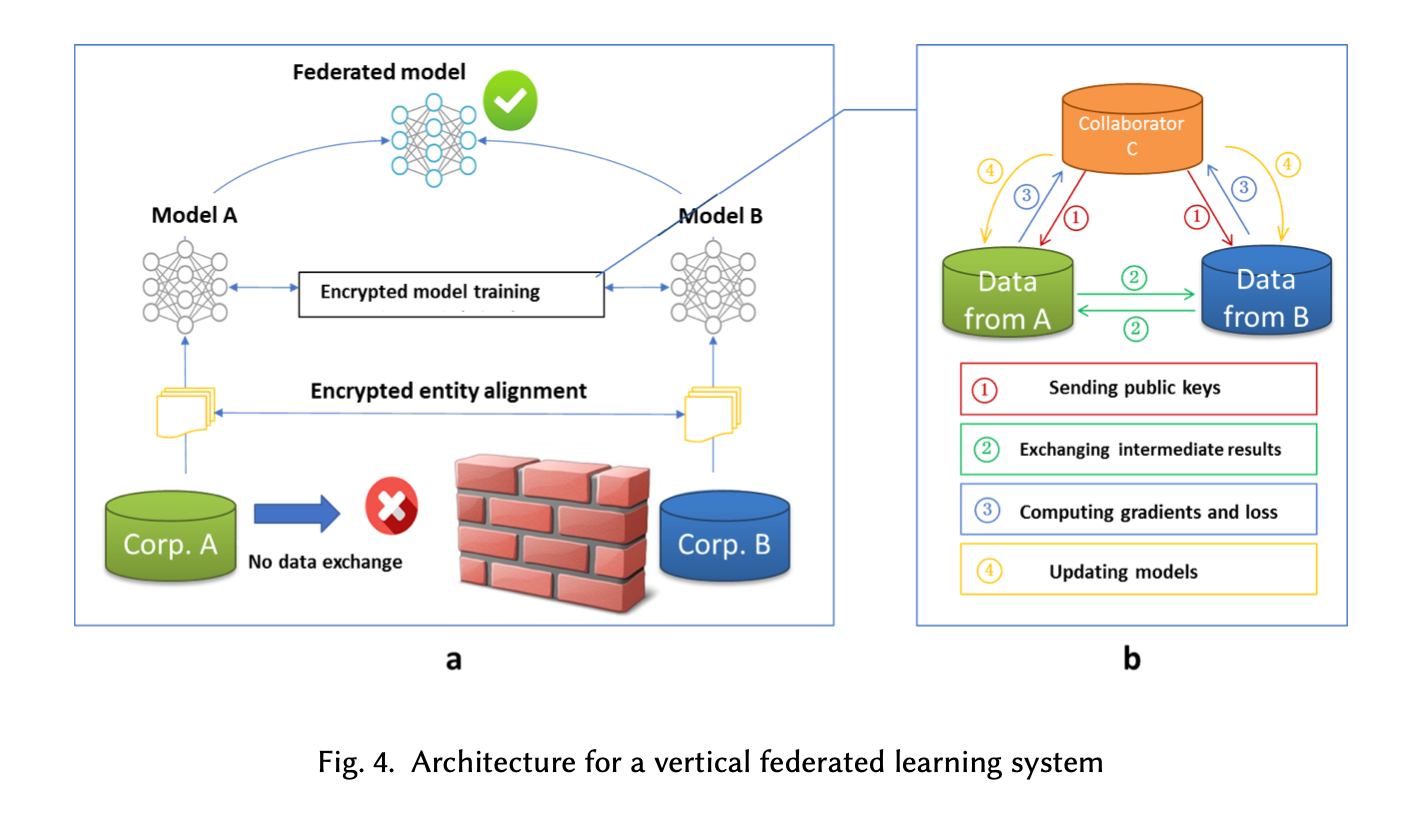 Federated model
Model A
Model B
Encrypted model training
Encrypted entity alignment
Corp. A
No data exchange
Corp. B
a
Collaborator
C
4
3
1
1
3
4
Data
from A
2
2
Data
from B
1 Sending public keys
2 Exchanging intermediate results
3 Computing gradients and loss
4 Updating models
b
Fig. 4. Architecture for a vertical federated learning system